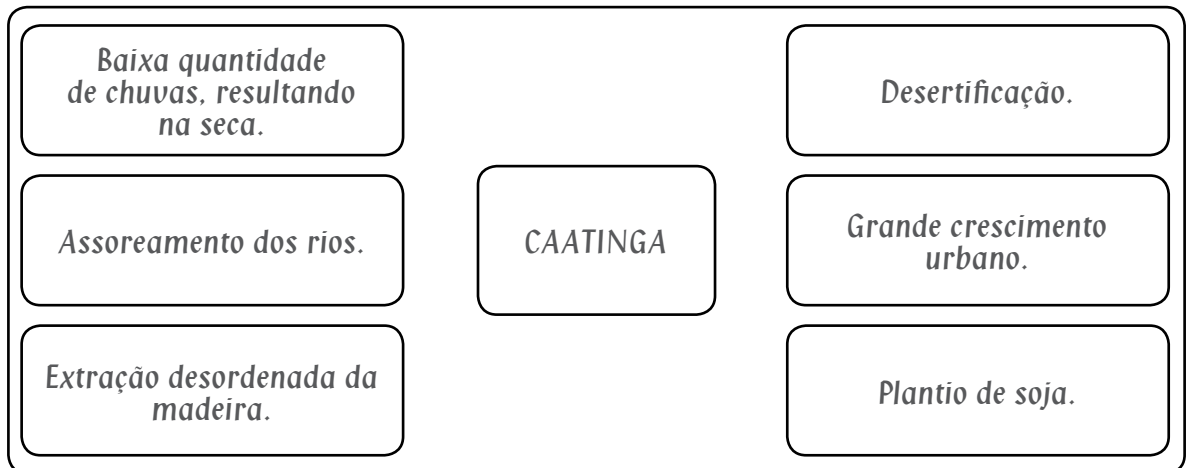 Baixa quantidade
de chuvas, resultando
na seca.
Assoreamento dos rios.
Extração desordenada da
madeira.
CAATINGA
Desertificação.
Grande crescimento
urbano.
Plantio de soja.